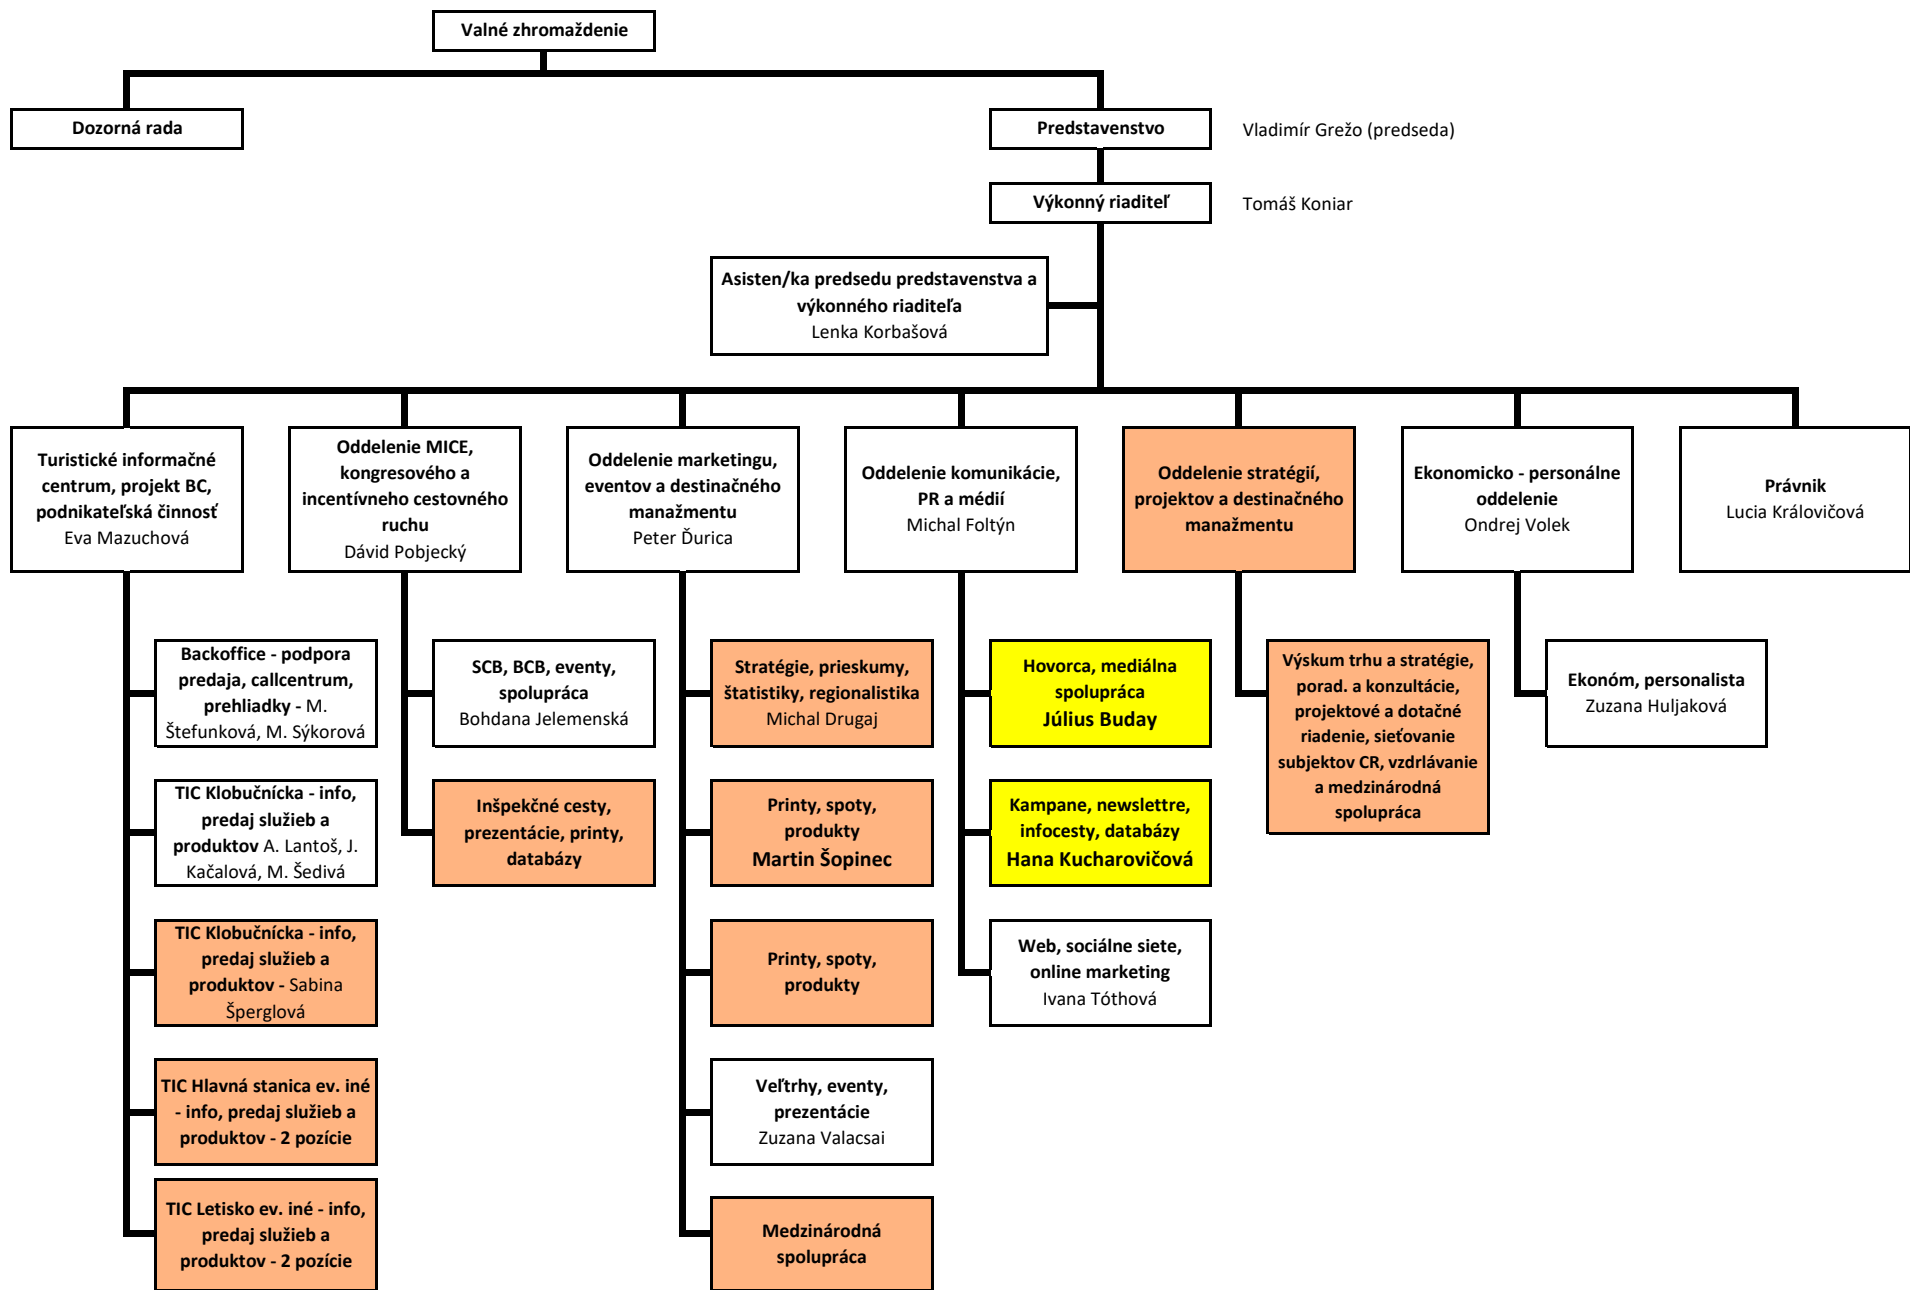 Valné zhromaždenie
Dozorná rada
Predstavenstvo
Vladimír Grežo (predseda)
Výkonný riaditeľ
Tomáš Koniar
Asisten/ka predsedu predstavenstva a
výkonného riaditeľa
Lenka Korbašová
Turistické informačné
centrum, projekt BC,
podnikateľská činnosť
Eva Mazuchová
Oddelenie MICE,
kongresového a
incentívneho cestovného
ruchu
Dávid Pobjecký
Oddelenie marketingu,
eventov a destinačného
manažmentu
Peter Ďurica
Oddelenie komunikácie,
PR a médií
Michal Foltýn
Oddelenie stratégií,
projektov a destinačného
manažmentu
Ekonomicko - personálne
oddelenie
Ondrej Volek
Právnik
Lucia Královičová
Backoffice - podpora
predaja, callcentrum,
prehliadky - M.
Štefunková, M. Sýkorová
TIC Klobučnícka - info,
predaj služieb a
produktov A. Lantoš, J.
Kačalová, M. Šedivá
TIC Klobučnícka - info,
predaj služieb a
produktov - Sabina
Šperglová
TIC Hlavná stanica ev. iné
- info, predaj služieb a
produktov - 2 pozície
TIC Letisko ev. iné - info,
predaj služieb a
produktov - 2 pozície
SCB, BCB, eventy,
spolupráca
Bohdana Jelemenská
Inšpekčné cesty,
prezentácie, printy,
databázy
Stratégie, prieskumy,
štatistiky, regionalistika
Michal Drugaj
Printy, spoty,
produkty
Martin Šopinec
Printy, spoty,
produkty
Veľtrhy, eventy,
prezentácie
Zuzana Valacsai
Medzinárodná
spolupráca
Hovorca, mediálna
spolupráca
Július Buday
Kampane, newslettre,
infocesty, databázy
Hana Kucharovičová
Web, sociálne siete,
online marketing
Ivana Tóthová
Výskum trhu a stratégie,
porad. a konzultácie,
projektové a dotačné
riadenie, sieťovanie
subjektov CR, vzdrlávanie
a medzinárodná
spolupráca
Ekonóm, personalista
Zuzana Huljaková